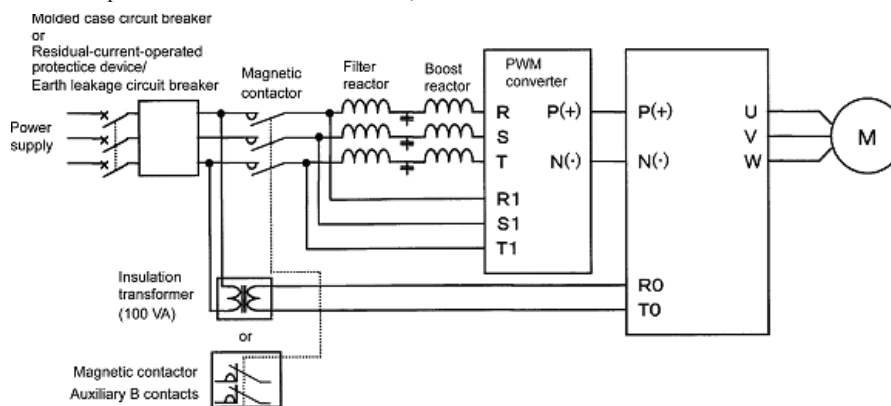 Molded case circuit breaker
or
Residual-current-operated
protectice device/
Earth leakage circuit breaker
Magnetic
contactor
Filter
reactor
Boost
reactor
PWM
converter
Power
supply
R P(+)
S
T N(-)
R1
S1
T1
P(+) U
V
N(-) W
R0
T0
M
Insulation
transformer
(100 VA)
or
Magnetic contactor
Auxiliary B contacts